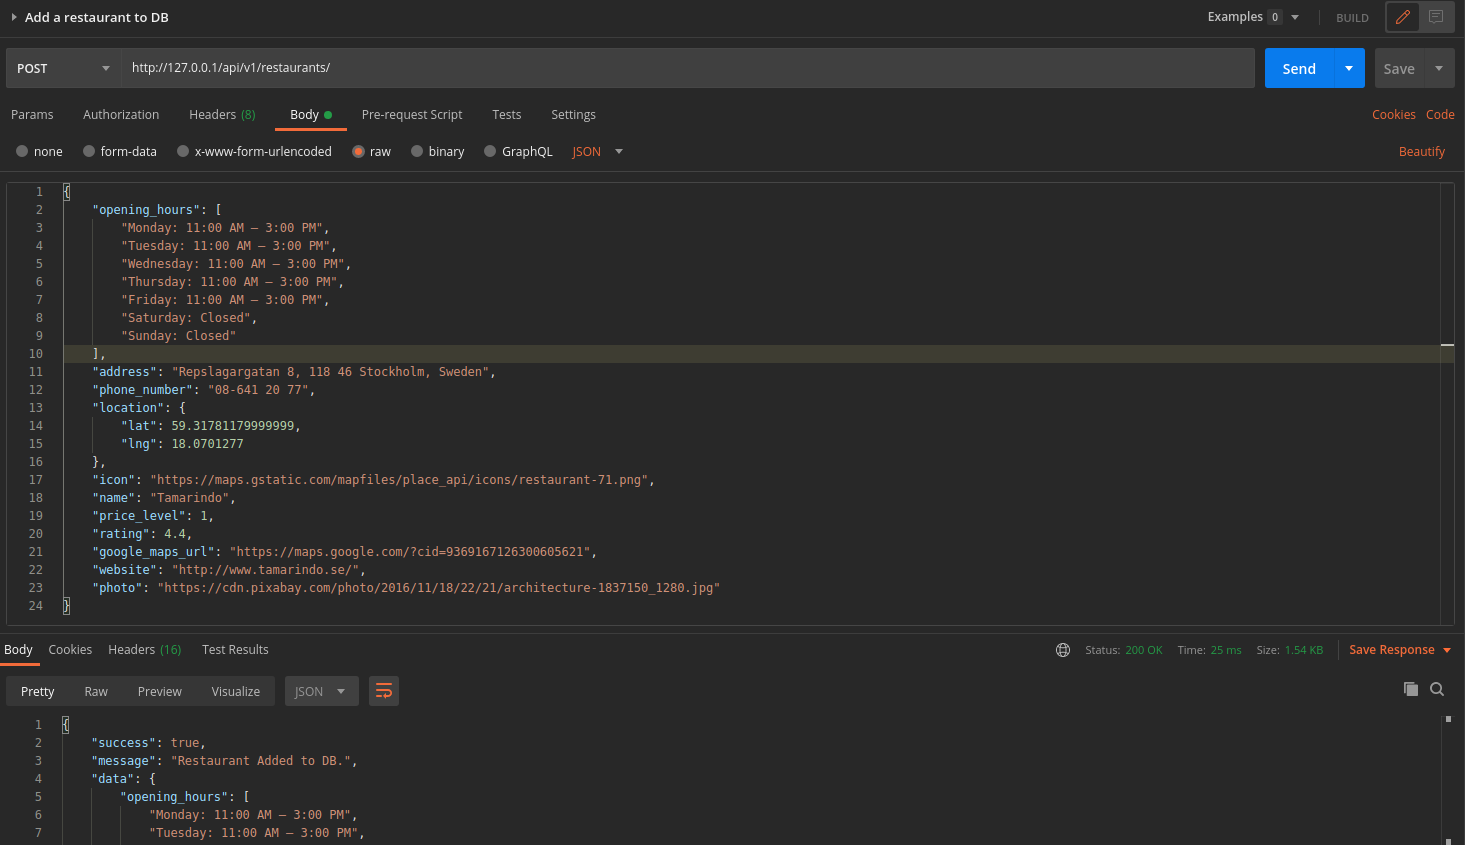 Add a restaurant to DB
Examples 0 BUILD
POST http://127.0.0.1/api/v1/restaurants/ Send Save
Params Authorization Headers (8) Body Pre-request Script Tests Settings Cookies Code
none form-data x-www-form-urlencoded raw binary GraphQL JSON Beautify
1 {
2 "opening_hours": [
3 "Monday: 11:00 AM – 3:00 PM",
4 "Tuesday: 11:00 AM – 3:00 PM",
5 "Wednesday: 11:00 AM – 3:00 PM",
6 "Thursday: 11:00 AM – 3:00 PM",
7 "Friday: 11:00 AM – 3:00 PM",
8 "Saturday: Closed",
9 "Sunday: Closed"
10 ],
11 "address": "Repslagargatan 8, 118 46 Stockholm, Sweden",
12 "phone_number": "08-641 20 77",
13 "location": {
14 "lat": 59.31781179999999,
15 "lng": 18.0701277
16 },
17 "icon": "https://maps.gstatic.com/mapfiles/place_api/icons/restaurant-71.png",
18 "name": "Tamarindo",
19 "price_level": 1,
20 "rating": 4.4,
21 "google_maps_url": "https://maps.google.com/?cid=9369167126300605621",
22 "website": "http://www.tamarindo.se/",
23 "photo": "https://cdn.pixabay.com/photo/2016/11/18/22/21/architecture-1837150_1280.jpg"
24 }
Body Cookies Headers (16) Test Results Status: 200 OK Time: 25 ms Size: 1.54 KB Save Response
Pretty Raw Preview Visualize JSON
1 {
2 "success": true,
3 "message": "Restaurant Added to DB.",
4 "data": {
5 "opening_hours": [
6 "Monday: 11:00 AM – 3:00 PM",
7 "Tuesday: 11:00 AM – 3:00 PM",